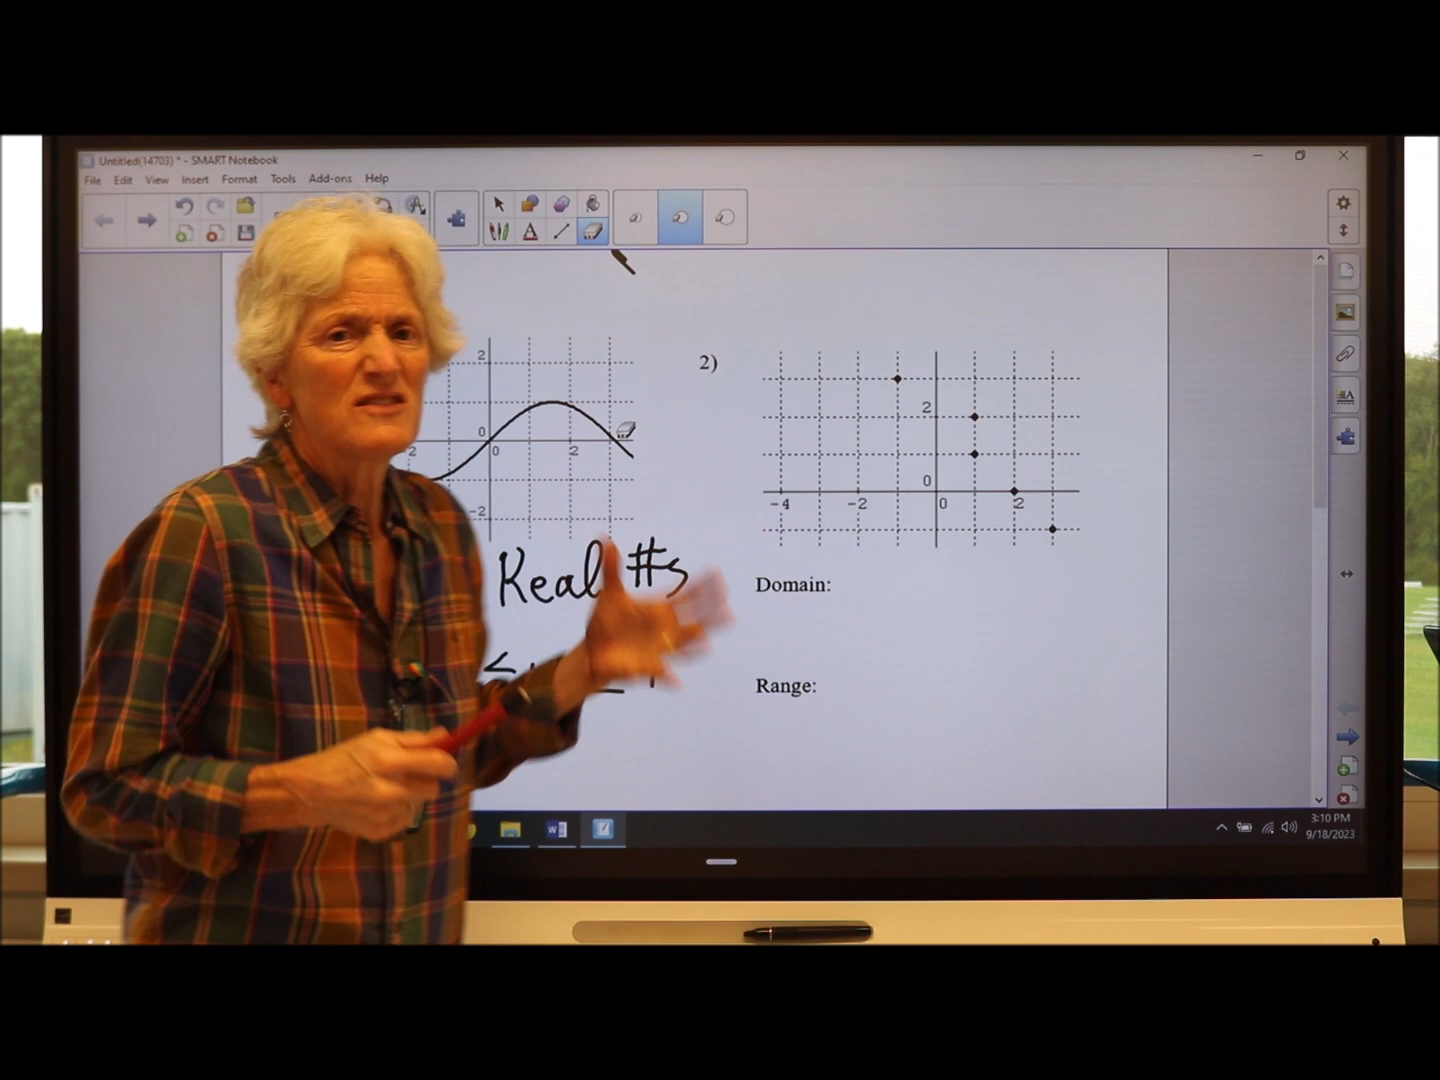 Untitled(14703) * - SMART Notebook
File Edit View Insert Format Tools Add-ons Help
2
0
2 0 2
-2
Real #s
≤
2)
2
0
-4 -2 0 2
Domain:
Range:
3:10 PM
9/18/2023